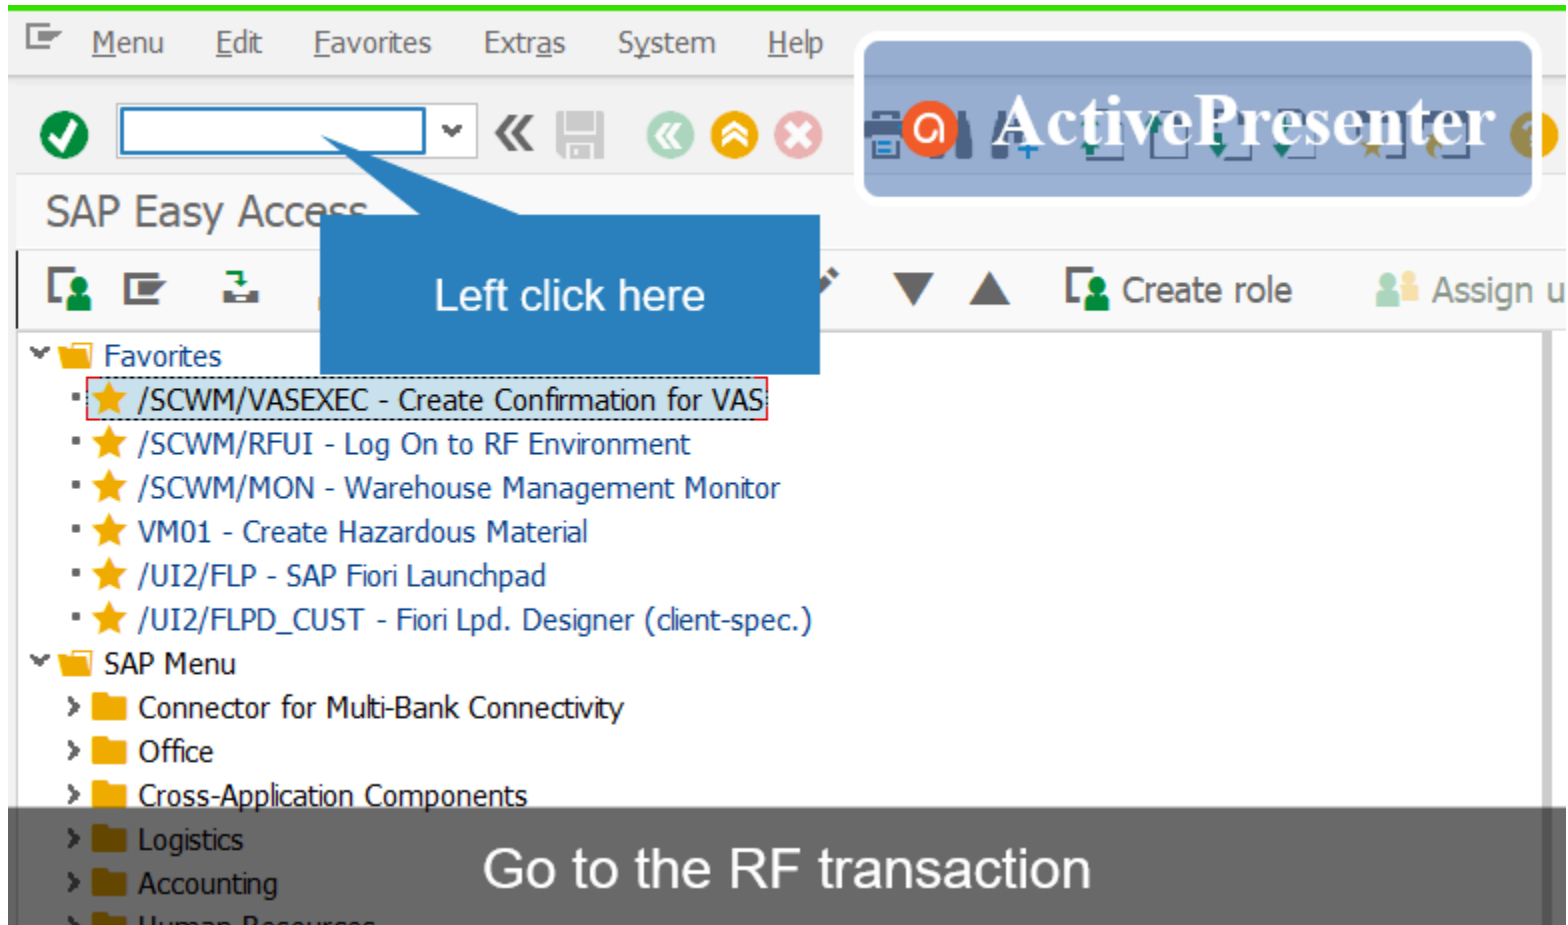 Menu Edit Favorites Extras System Help
ActivePresenter
SAP Easy Access
Left click here
Create role Assign u
Favorites
/SCWM/VASEXEC - Create Confirmation for VAS
/SCWM/RFUI - Log On to RF Environment
/SCWM/MON - Warehouse Management Monitor
VM01 - Create Hazardous Material
/UI2/FLP - SAP Fiori Launchpad
/UI2/FLPD_CUST - Fiori Lpd. Designer (client-spec.)
SAP Menu
Connector for Multi-Bank Connectivity
Office
Cross-Application Components
Logistics
Go to the RF transaction
Accounting
Human Resources